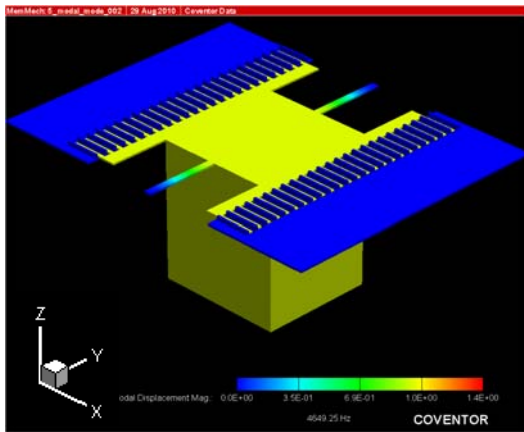 MemMech: 5_modal_mode_002 | 29 Aug 2010 | Coventor Data
Z
Y
X
odal Displacement Mag.: 0.0E+00 3.5E-01 6.9E-01 1.0E+00 1.4E+00
4649.25 Hz COVENTOR